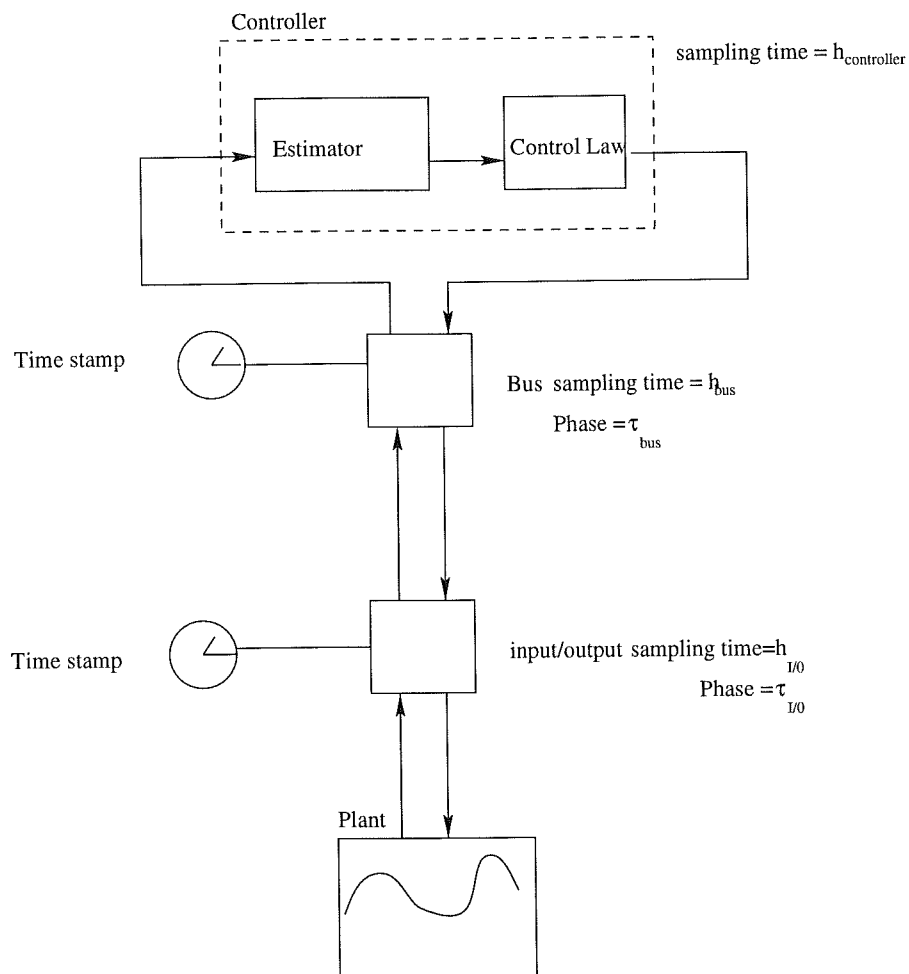 Controller
sampling time = h_controller
Estimator
Control Law
Time stamp
Bus sampling time = h_bus
Phase = τ_bus
Time stamp
input/output sampling time=h_I/0
Phase = τ_I/0
Plant